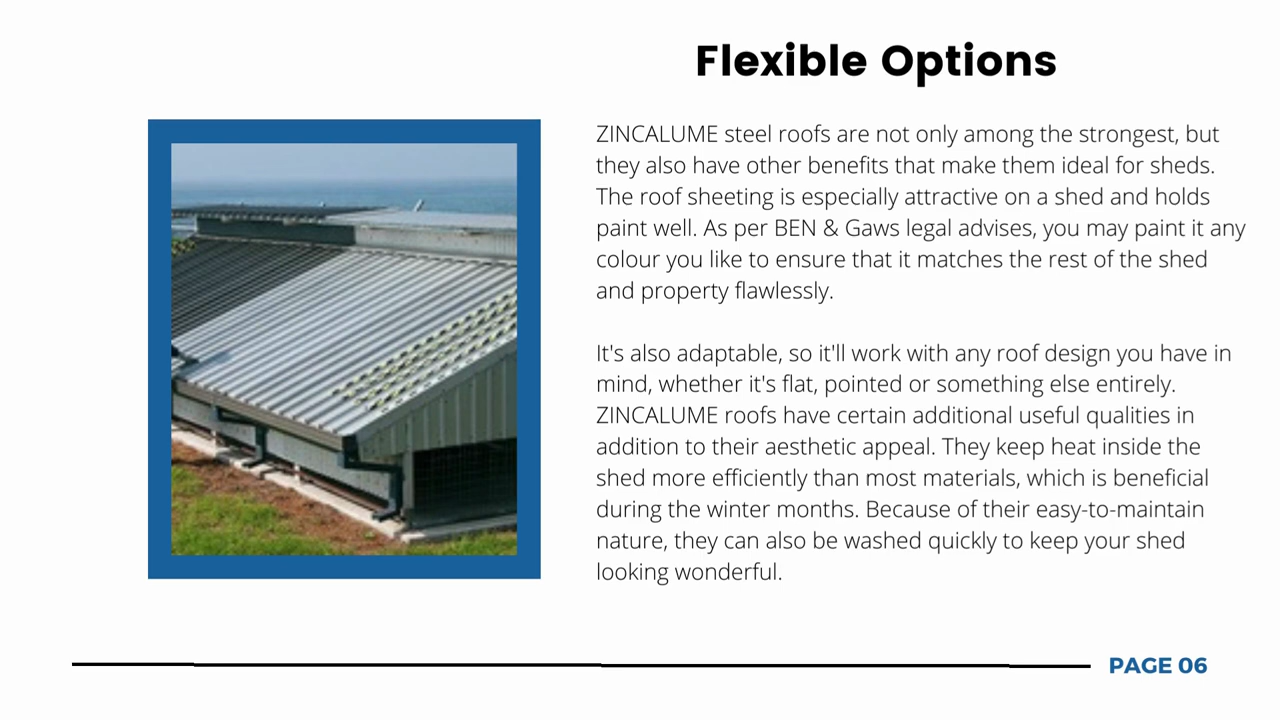 Flexible Options
ZINCALUME steel roofs are not only among the strongest, but
they also have other benefits that make them ideal for sheds.
The roof sheeting is especially attractive on a shed and holds
paint well. As per BEN & Gaws legal advises, you may paint it any
colour you like to ensure that it matches the rest of the shed
and property flawlessly.
It's also adaptable, so it'll work with any roof design you have in
mind, whether it's flat, pointed or something else entirely.
ZINCALUME roofs have certain additional useful qualities in
addition to their aesthetic appeal. They keep heat inside the
shed more efficiently than most materials, which is beneficial
during the winter months. Because of their easy-to-maintain
nature, they can also be washed quickly to keep your shed
looking wonderful.
PAGE 06